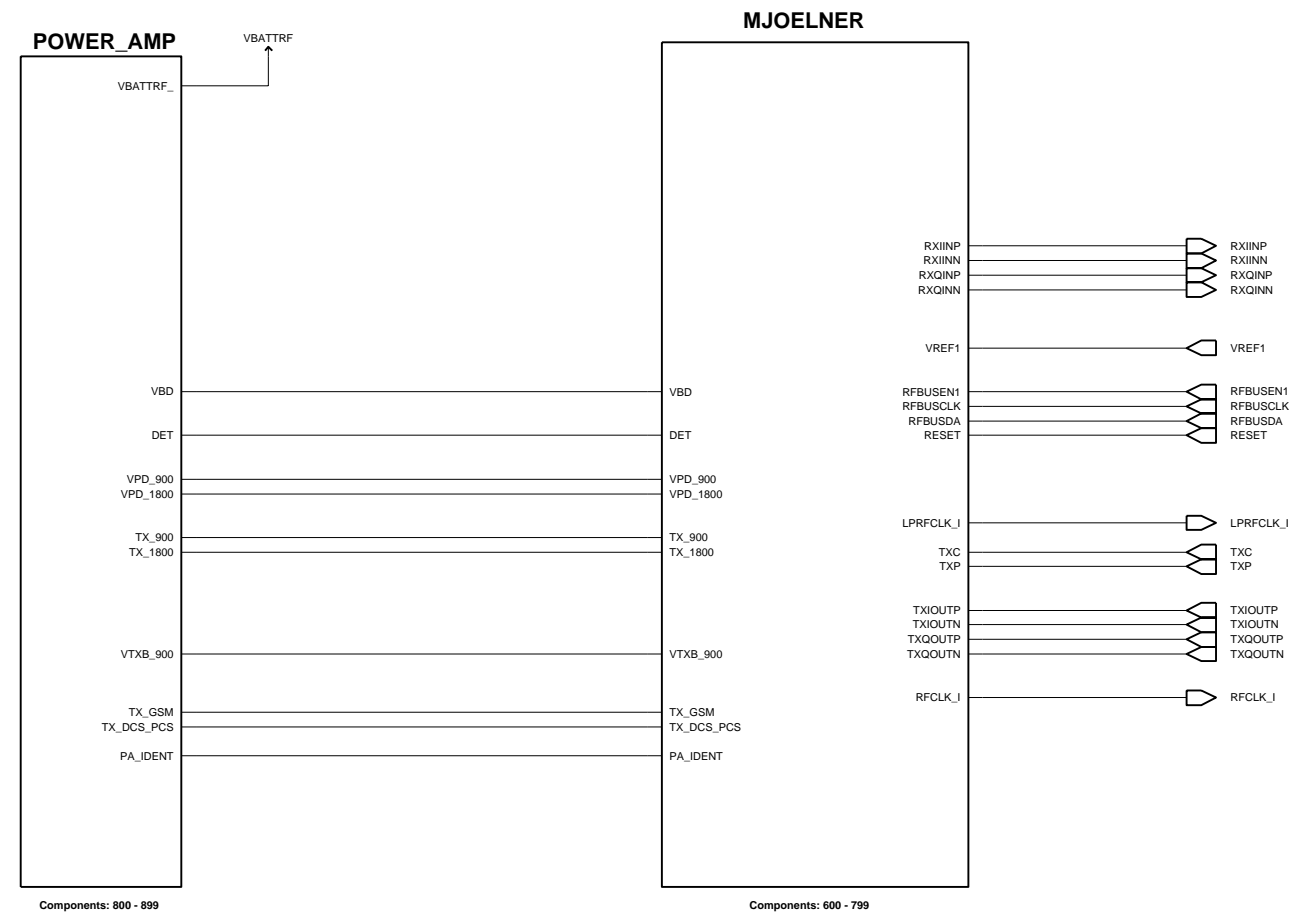 MJOELNER
POWER_AMP
VBATTRF
VBATTRF_
RXIINP RXIINP
RXIINN RXIINN
RXQINP RXQINP
RXQINN RXQINN
VREF1 VREF1
VBD VBD RFBUSEN1 RFBUSEN1
RFBUSCLK RFBUSCLK
RFBUSDA RFBUSDA
DET DET RESET RESET
VPD_900 VPD_900
VPD_1800 VPD_1800
LPRFCLK_I LPRFCLK_I
TX_900 TX_900
TX_1800 TX_1800 TXC TXC
TXP TXP
TXIOUTP TXIOUTP
TXIOUTN TXIOUTN
TXQOUTP TXQOUTP
VTXB_900 VTXB_900 TXQOUTN TXQOUTN
RFCLK_I RFCLK_I
TX_GSM TX_GSM
TX_DCS_PCS TX_DCS_PCS
PA_IDENT PA_IDENT
Components: 800 - 899 Components: 600 - 799